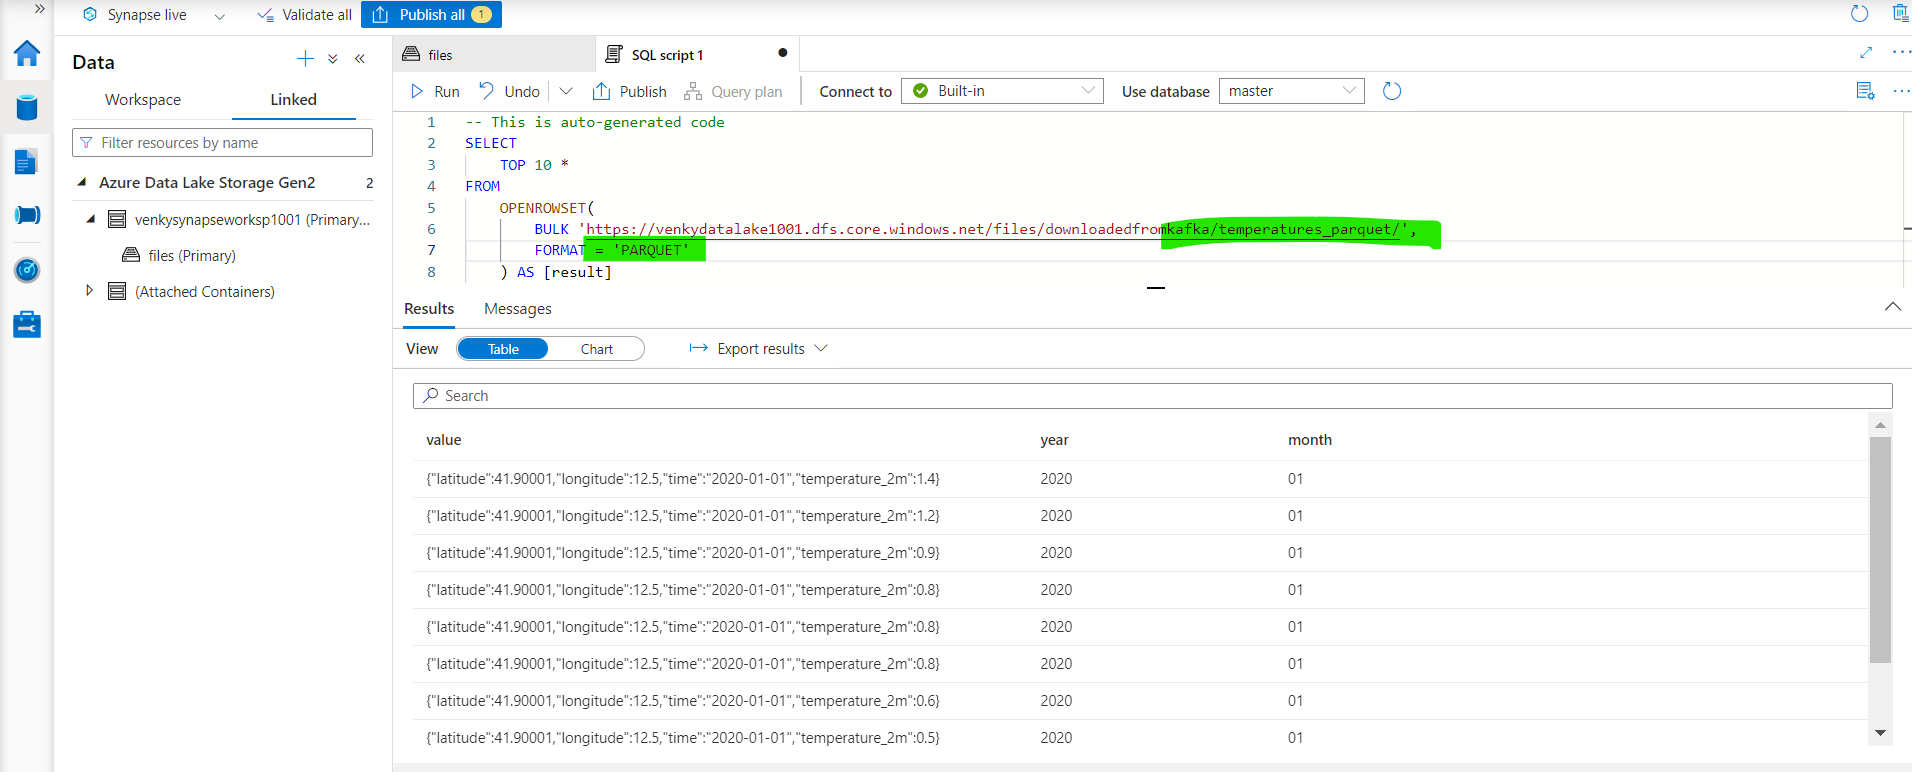 Synapse live
Validate all
Publish all 1
Data
Workspace
Linked
Filter resources by name
Azure Data Lake Storage Gen2 2
venkysynapseworksp1001 (Primary...
files (Primary)
(Attached Containers)
files
SQL script 1
Run
Undo
Publish
Query plan
Connect to
Built-in
Use database
master
1 -- This is auto-generated code
2 SELECT
3 TOP 10 *
4 FROM
5 OPENROWSET(
6 BULK 'https://venkydatalake1001.dfs.core.windows.net/files/downloadedfromkafka/temperatures_parquet/',
7 FORMAT = 'PARQUET'
8 ) AS [result]
Results
Messages
View
Table
Chart
Export results
Search
value year month
{"latitude":41.90001,"longitude":12.5,"time":"2020-01-01","temperature_2m":1.4} 2020 01
{"latitude":41.90001,"longitude":12.5,"time":"2020-01-01","temperature_2m":1.2} 2020 01
{"latitude":41.90001,"longitude":12.5,"time":"2020-01-01","temperature_2m":0.9} 2020 01
{"latitude":41.90001,"longitude":12.5,"time":"2020-01-01","temperature_2m":0.8} 2020 01
{"latitude":41.90001,"longitude":12.5,"time":"2020-01-01","temperature_2m":0.8} 2020 01
{"latitude":41.90001,"longitude":12.5,"time":"2020-01-01","temperature_2m":0.8} 2020 01
{"latitude":41.90001,"longitude":12.5,"time":"2020-01-01","temperature_2m":0.6} 2020 01
{"latitude":41.90001,"longitude":12.5,"time":"2020-01-01","temperature_2m":0.5} 2020 01